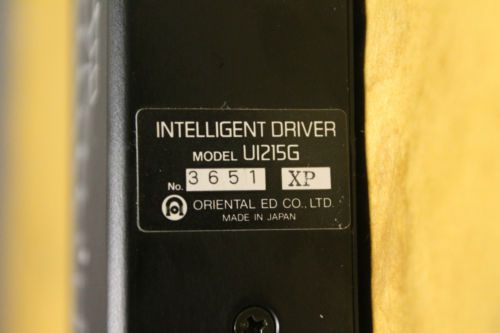 INTELLIGENT DRIVER
MODEL UI215G
No. 3651 XP
ORIENTAL ED CO., LTD.
MADE IN JAPAN